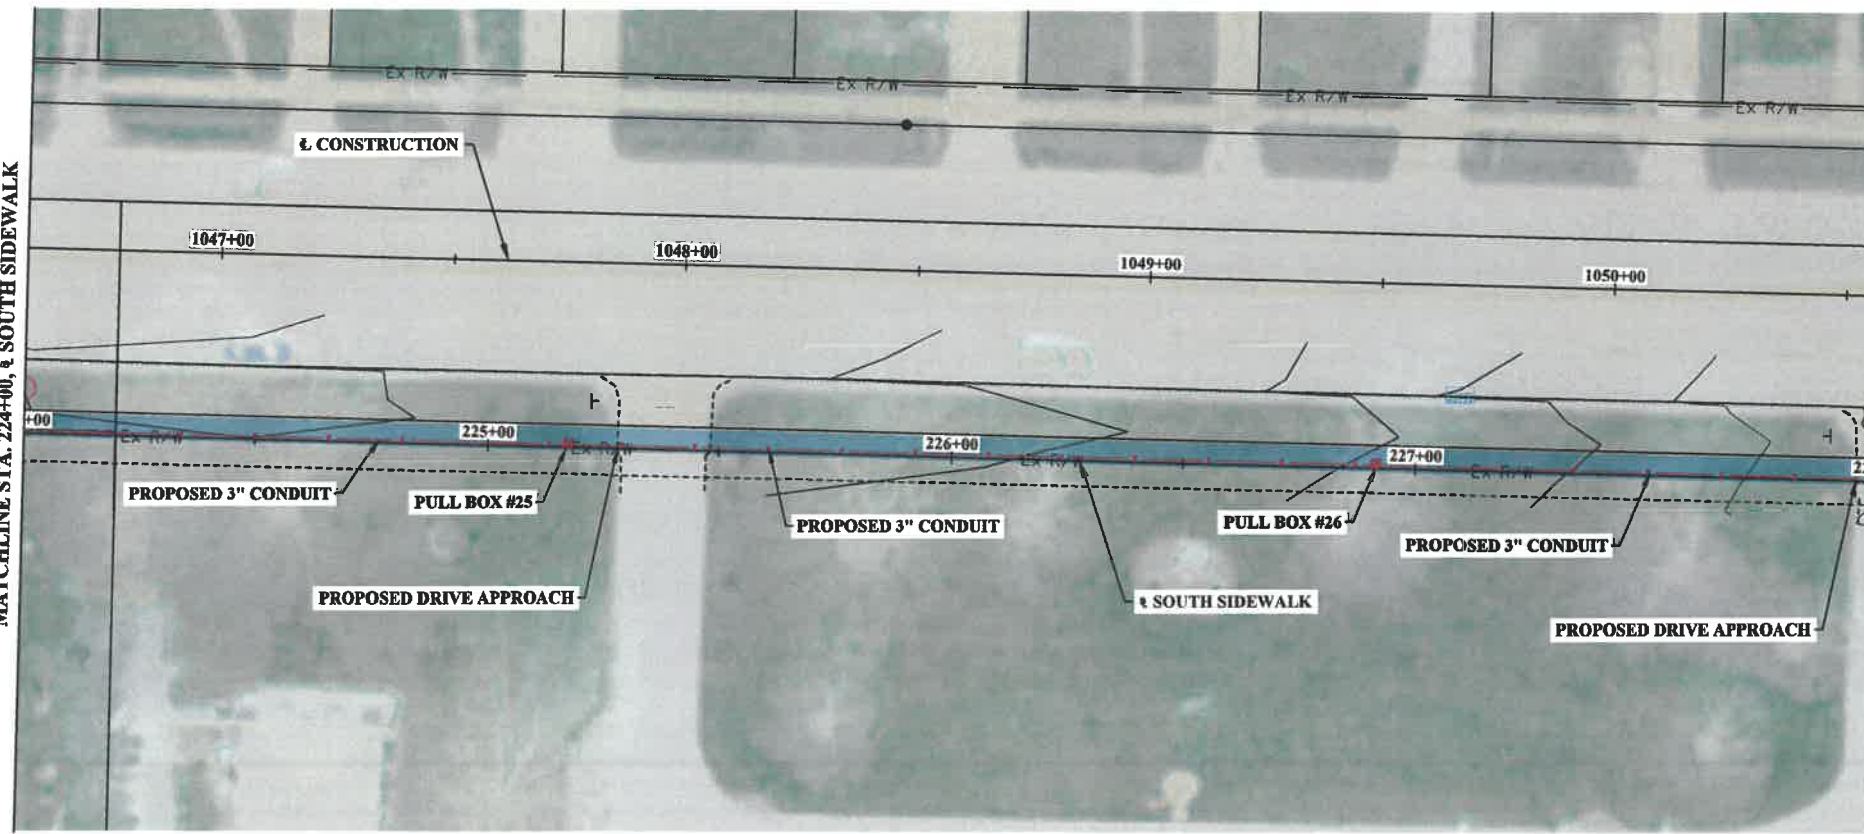 Ex R/W
Ex R/W
Ex R/W
Ex R/W
℄ CONSTRUCTION
1047+00
1048+00
1049+00
1050+00
MATCHLINE STA. 224+00, ℄ SOUTH SIDEWALK
+00
Ex R/W
225+00
Ex R/W
226+00
Ex R/W
227+00
Ex R/W
PROPOSED 3" CONDUIT
PULL BOX #25
PROPOSED 3" CONDUIT
PULL BOX #26
PROPOSED 3" CONDUIT
PROPOSED DRIVE APPROACH
℄ SOUTH SIDEWALK
PROPOSED DRIVE APPROACH